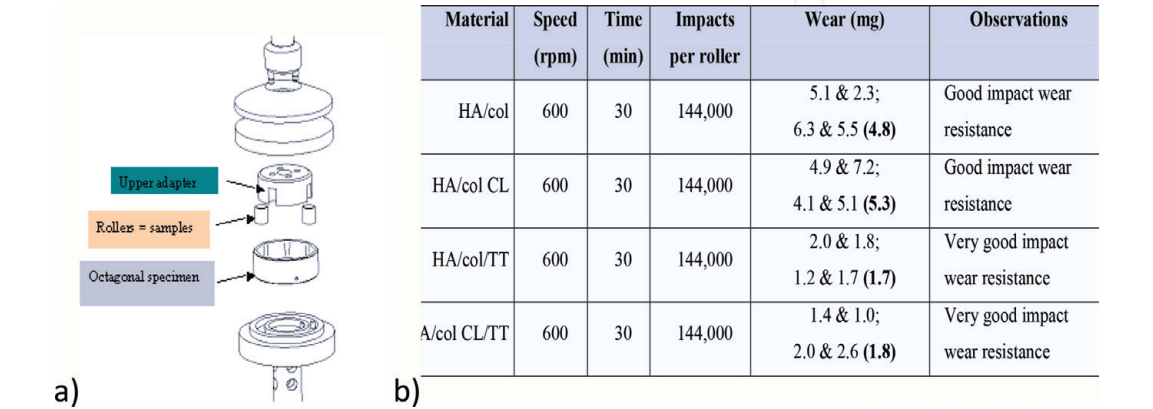 Upper adapter
Rollers = samples
Octagonal specimen
a)
b)
Material Speed (rpm) Time (min) Impacts per roller Wear (mg) Observations
HA/col 600 30 144,000 5.1 & 2.3; 6.3 & 5.5 (4.8) Good impact wear resistance
HA/col CL 600 30 144,000 4.9 & 7.2; 4.1 & 5.1 (5.3) Good impact wear resistance
HA/col/TT 600 30 144,000 2.0 & 1.8; 1.2 & 1.7 (1.7) Very good impact wear resistance
A/col CL/TT 600 30 144,000 1.4 & 1.0; 2.0 & 2.6 (1.8) Very good impact wear resistance